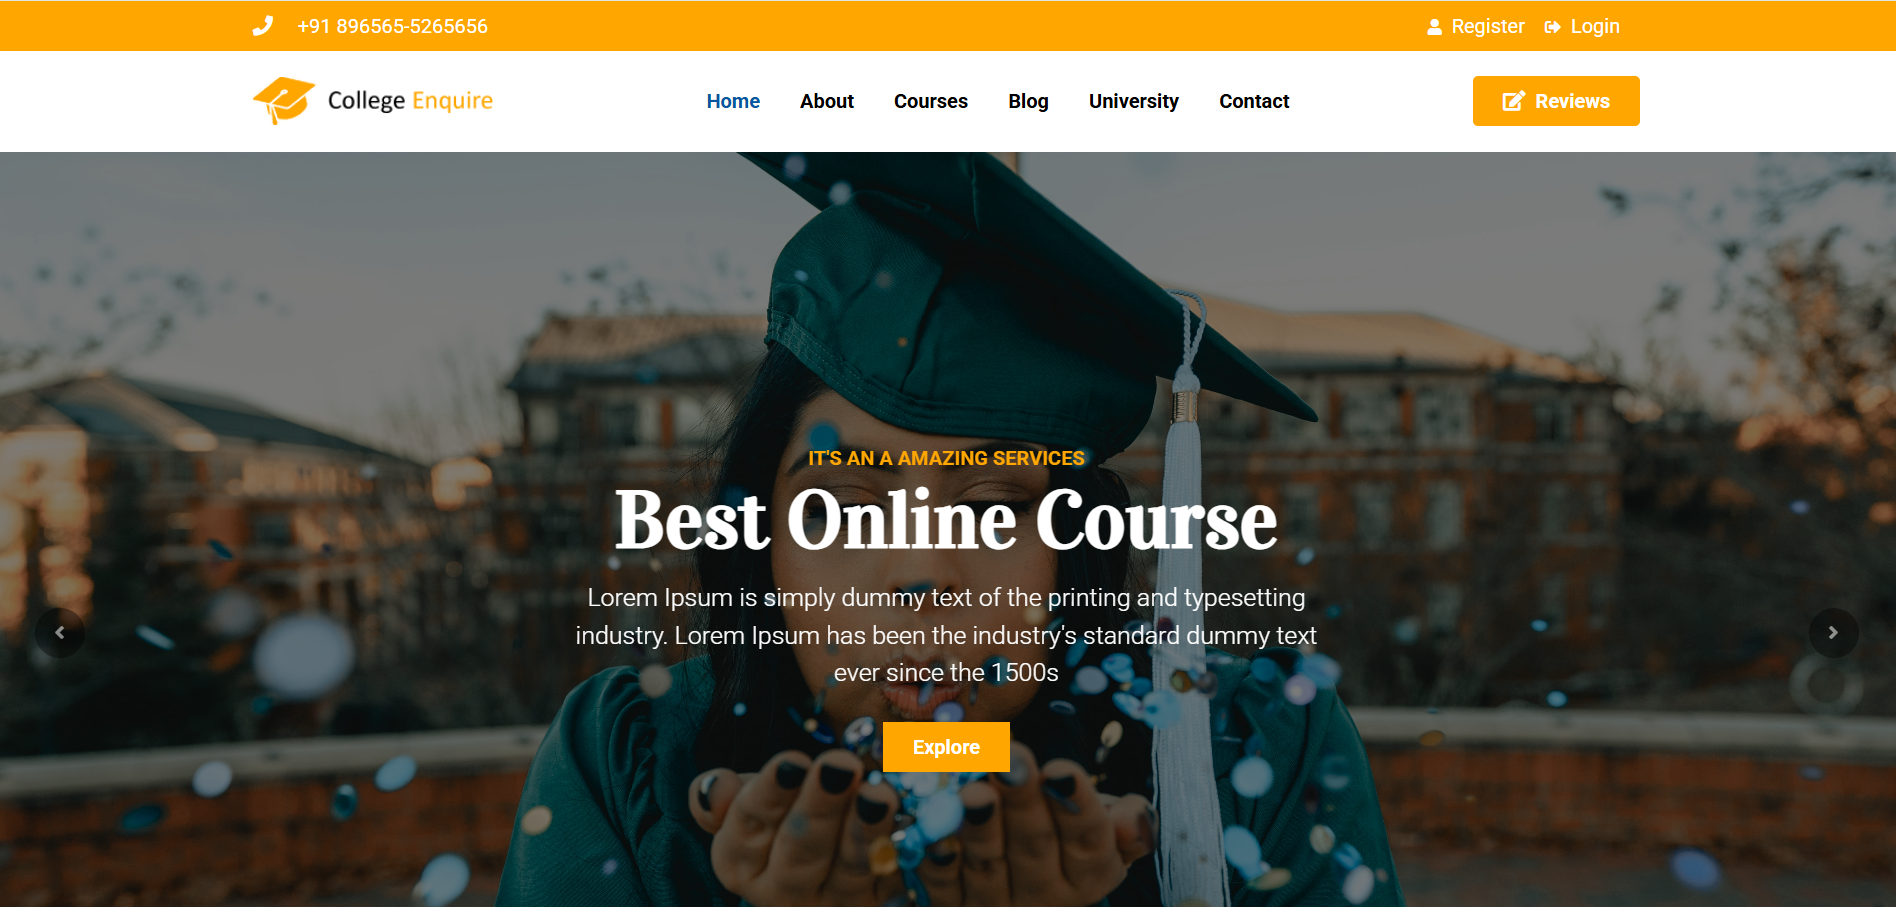 +91 896565-5265656
Register
Login
College Enquire
Home
About
Courses
Blog
University
Contact
Reviews
IT'S AN A AMAZING SERVICES
Best Online Course
Lorem Ipsum is simply dummy text of the printing and typesetting
industry. Lorem Ipsum has been the industry's standard dummy text
ever since the 1500s
Explore